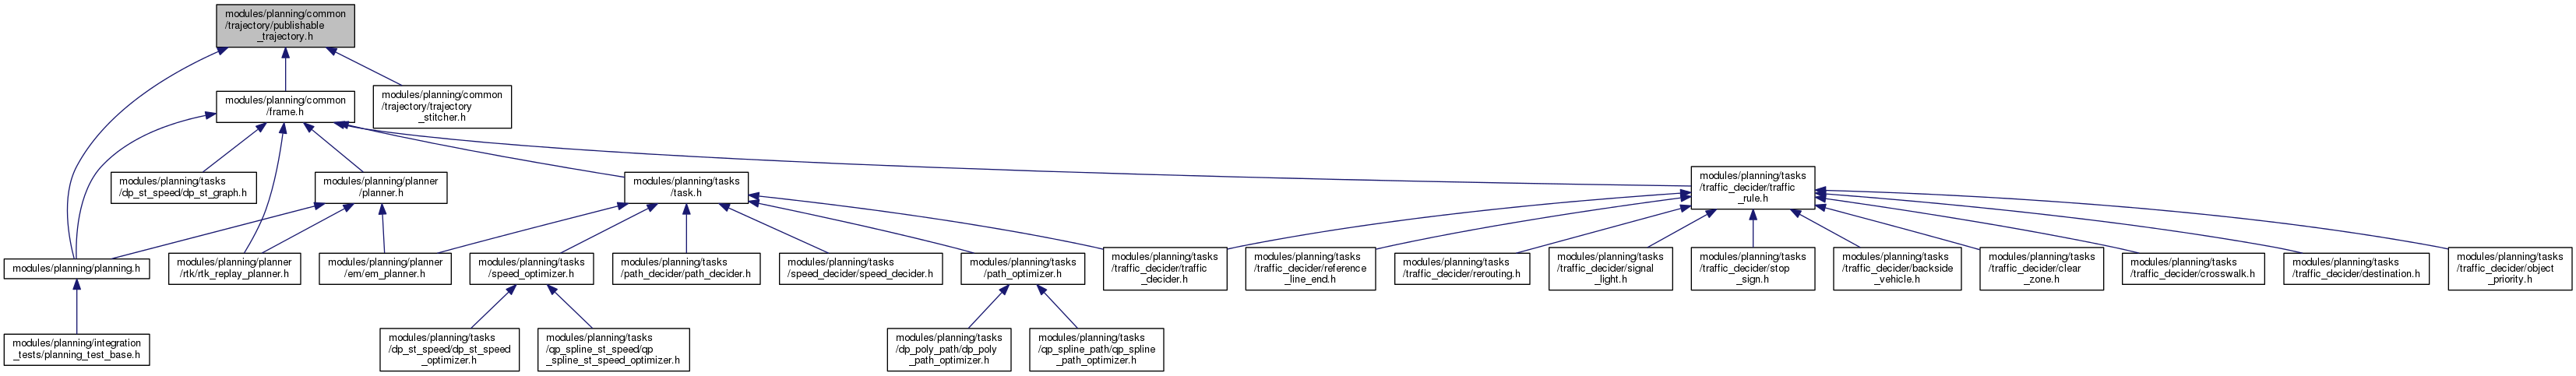 modules/planning/common
/trajectory/publishable
_trajectory.h
modules/planning/common
/frame.h
modules/planning/common
/trajectory/trajectory
_stitcher.h
modules/planning/tasks
/dp_st_speed/dp_st_graph.h
modules/planning/planner
/planner.h
modules/planning/tasks
/task.h
modules/planning/tasks
/traffic_decider/traffic
_rule.h
modules/planning/planning.h
modules/planning/planner
/rtk/rtk_replay_planner.h
modules/planning/planner
/em/em_planner.h
modules/planning/tasks
/speed_optimizer.h
modules/planning/tasks
/path_decider/path_decider.h
modules/planning/tasks
/speed_decider/speed_decider.h
modules/planning/tasks
/path_optimizer.h
modules/planning/tasks
/traffic_decider/traffic
_decider.h
modules/planning/tasks
/traffic_decider/reference
_line_end.h
modules/planning/tasks
/traffic_decider/rerouting.h
modules/planning/tasks
/traffic_decider/signal
_light.h
modules/planning/tasks
/traffic_decider/stop
_sign.h
modules/planning/tasks
/traffic_decider/backside
_vehicle.h
modules/planning/tasks
/traffic_decider/clear
_zone.h
modules/planning/tasks
/traffic_decider/crosswalk.h
modules/planning/tasks
/traffic_decider/destination.h
modules/planning/tasks
/traffic_decider/object
_priority.h
modules/planning/integration
_tests/planning_test_base.h
modules/planning/tasks
/dp_st_speed/dp_st_speed
_optimizer.h
modules/planning/tasks
/qp_spline_st_speed/qp
_spline_st_speed_optimizer.h
modules/planning/tasks
/dp_poly_path/dp_poly
_path_optimizer.h
modules/planning/tasks
/qp_spline_path/qp_spline
_path_optimizer.h